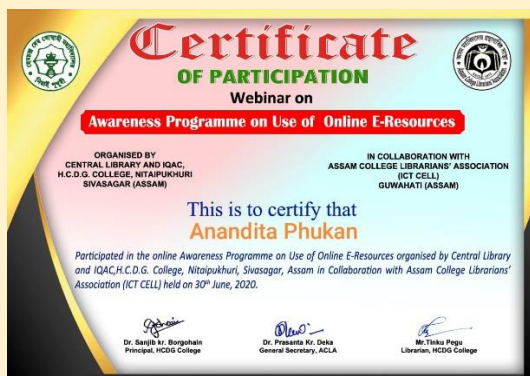 Certificate
OF PARTICIPATION
Webinar on
Awareness Programme on Use of Online E-Resources
ORGANISED BY
CENTRAL LIBRARY AND IQAC,
H.C.D.G. COLLEGE, NITAIPUKHURI
SIVASAGAR (ASSAM)
IN COLLABORATION WITH
ASSAM COLLEGE LIBRARIANS' ASSOCIATION
(ICT CELL)
GUWAHATI (ASSAM)
This is to certify that
Anandita Phukan
Participated in the online Awareness Programme on Use of Online E-Resources organised by Central Library
and IQAC,H.C.D.G. College, Nitaipukhuri, Sivasagar, Assam in Collaboration with Assam College Librarians'
Association (ICT CELL) held on 30th June, 2020.
Dr. Sanjib kr. Borgohain
Principal, HCDG College
Dr. Prasanta Kr. Deka
General Secretary, ACLA
Mr.Tinku Pegu
Librarian, HCDG College